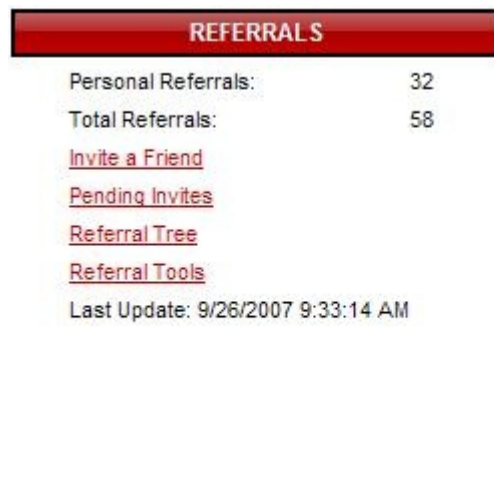 REFERRALS
Personal Referrals: 32
Total Referrals: 58
Invite a Friend
Pending Invites
Referral Tree
Referral Tools
Last Update: 9/26/2007 9:33:14 AM